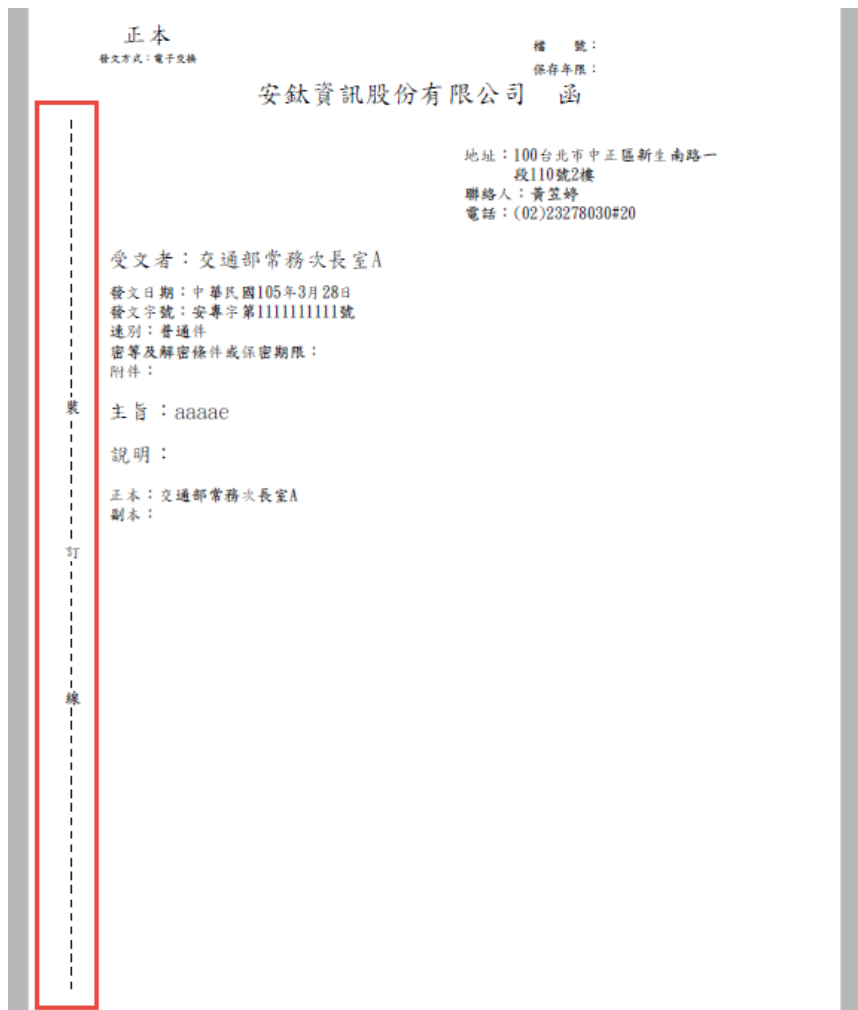 正本
發文方式：電子交換
檔　　號：
保存年限：
安鈦資訊股份有限公司　函
地址：100台北市中正區新生南路一
段110號2樓
聯絡人：黃笠婷
電話：(02)23278030#20
受文者：交通部常務次長室A
發文日期：中華民國105年3月28日
發文字號：安專字第1111111111號
速別：普通件
密等及解密條件或保密期限：
附件：
主旨：aaaae
說明：
正本：交通部常務次長室A
副本：
裝
訂
線